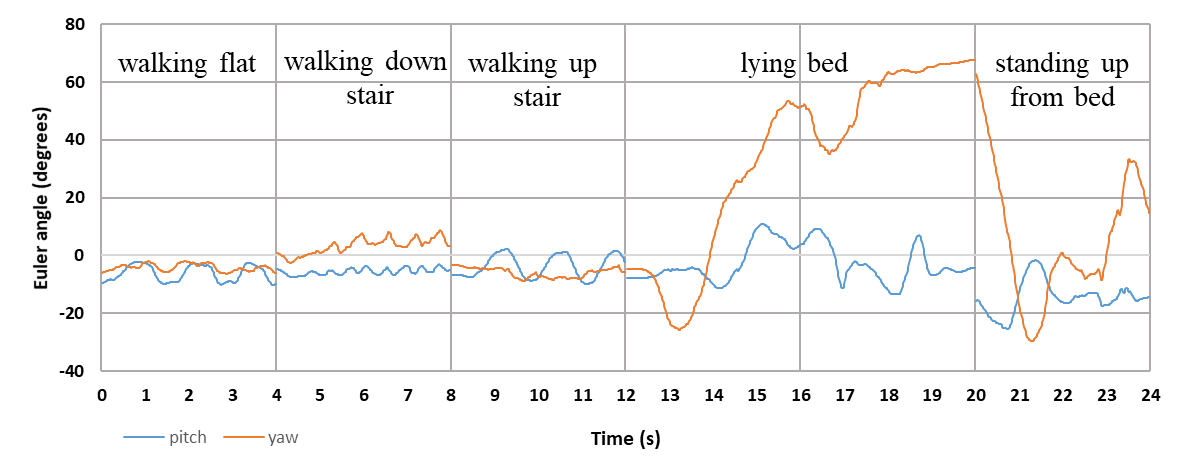 80
60
40
20
0
-20
-40
Euler angle (degrees)
walking flat
walking down
stair
walking up
stair
lying bed
standing up
from bed
0 1 2 3 4 5 6 7 8 9 10 11 12 13 14 15 16 17 18 19 20 21 22 23 24
pitch yaw
Time (s)